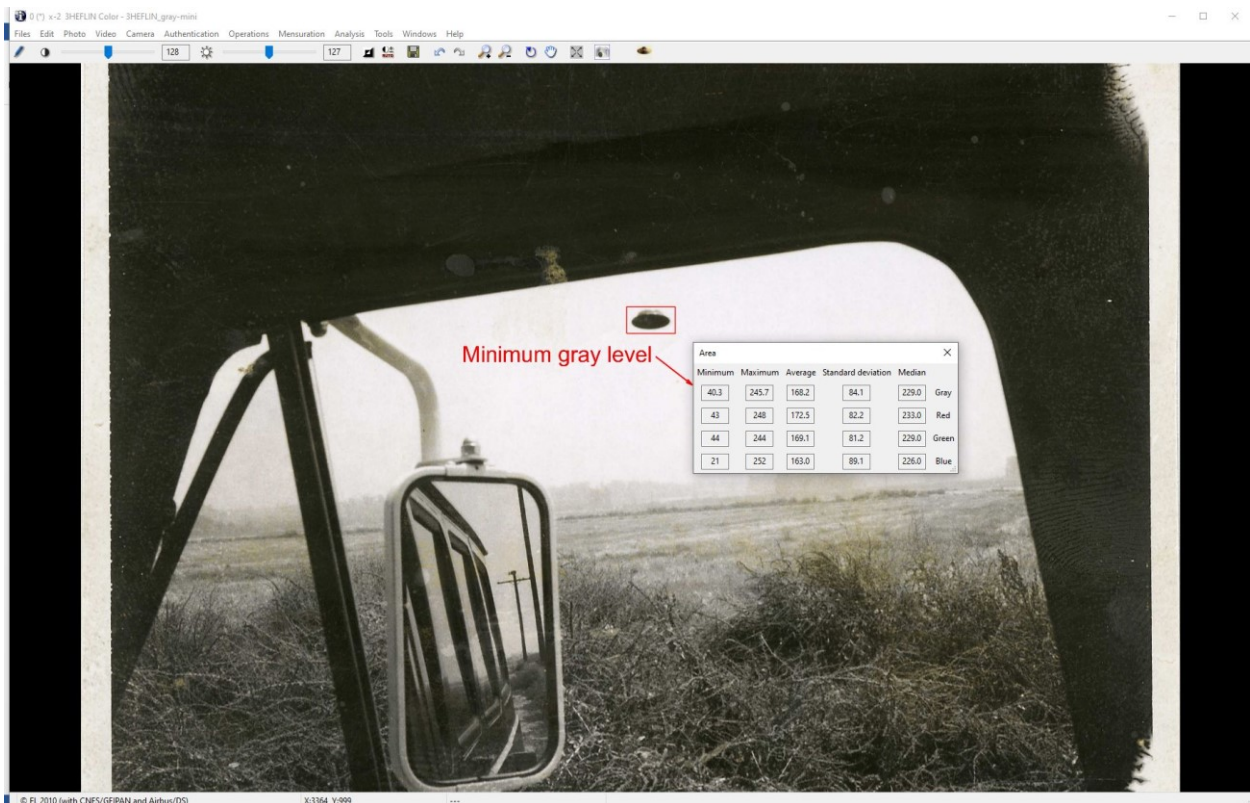 0 (*) x-2 3HEFLIN Color - 3HEFLIN_gray-mini
Files Edit Photo Video Camera Authentication Operations Mensuration Analysis Tools Windows Help
128 127
Minimum gray level
Area
Minimum Maximum Average Standard deviation Median
40.3 245.7 168.2 84.1 229.0 Gray
43 248 172.5 82.2 233.0 Red
44 244 169.1 81.2 229.0 Green
21 252 163.0 89.1 226.0 Blue
© FL 2010 (with CNES/GEIPAN and Airbus/DS) X:3364 Y:999 ---